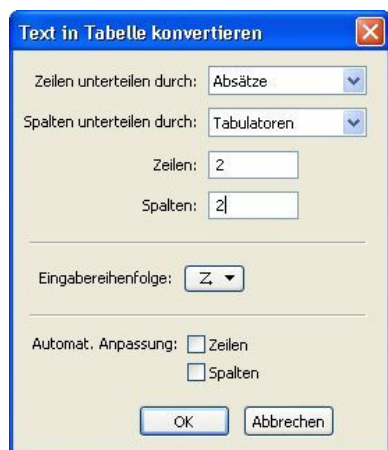 Text in Tabelle konvertieren
Zeilen unterteilen durch: Absätze
Spalten unterteilen durch: Tabulatoren
Zeilen: 2
Spalten: 2
Eingabereihenfolge:
Automat. Anpassung: Zeilen
Spalten
OK Abbrechen